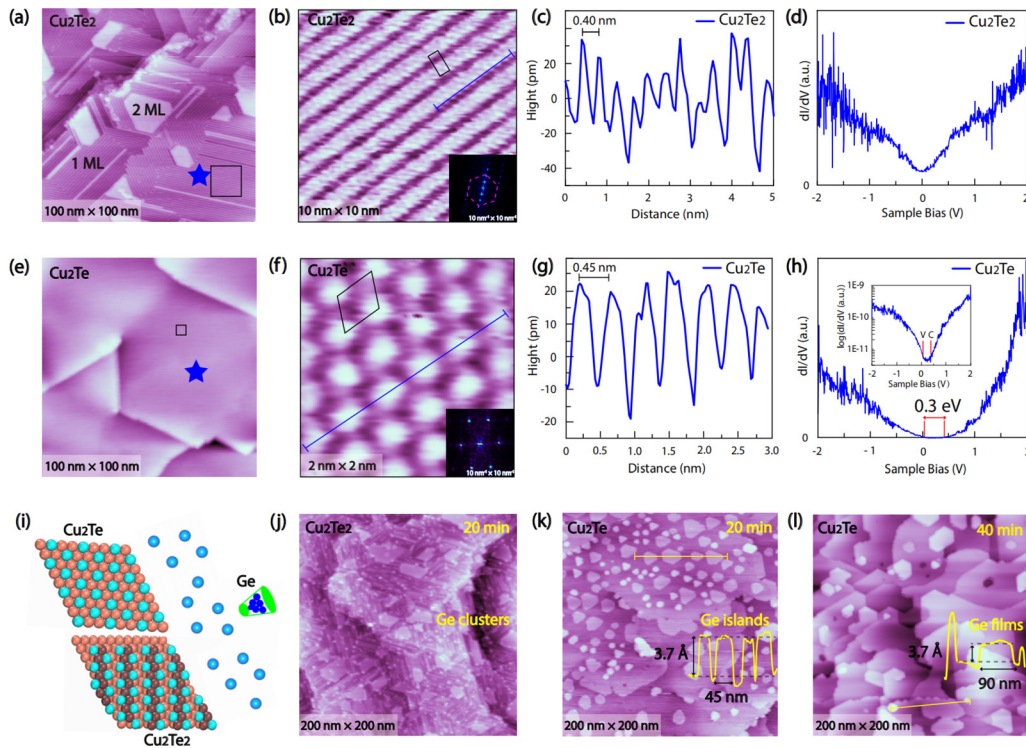 (a) Cu2Te2
2 ML
1 ML
100 nm × 100 nm
(b) Cu2Te2
10 nm × 10 nm
10 nm⁻¹ × 10 nm⁻¹
(c)
0.40 nm
Cu2Te2
Hight (pm)
40
20
0
-20
-40
0 1 2 3 4 5
Distance (nm)
(d)
Cu2Te2
dI/dV (a.u.)
0
-2 -1 0 1 2
Sample Bias (V)
(e) Cu2Te
100 nm × 100 nm
(f) Cu2Te
2 nm × 2 nm
10 nm⁻¹ × 10 nm⁻¹
(g)
0.45 nm
Cu2Te
Hight (pm)
20
10
0
-10
-20
0.0 0.5 1.0 1.5 2.0 2.5 3.0
Distance (nm)
(h)
Cu2Te
dI/dV (a.u.)
0
log(dI/dV (a.u.))
1E-9
1E-10
1E-11
V C
-2 -1 0 1 2
Sample Bias (V)
0.3 eV
-2 -1 0 1 2
Sample Bias (V)
(i)
Cu2Te
Ge
Cu2Te2
(j) Cu2Te2 20 min
Ge clusters
200 nm × 200 nm
(k) Cu2Te 20 min
Ge islands
3.7 Å
45 nm
200 nm × 200 nm
(l) Cu2Te 40 min
Ge films
3.7 Å
90 nm
200 nm × 200 nm